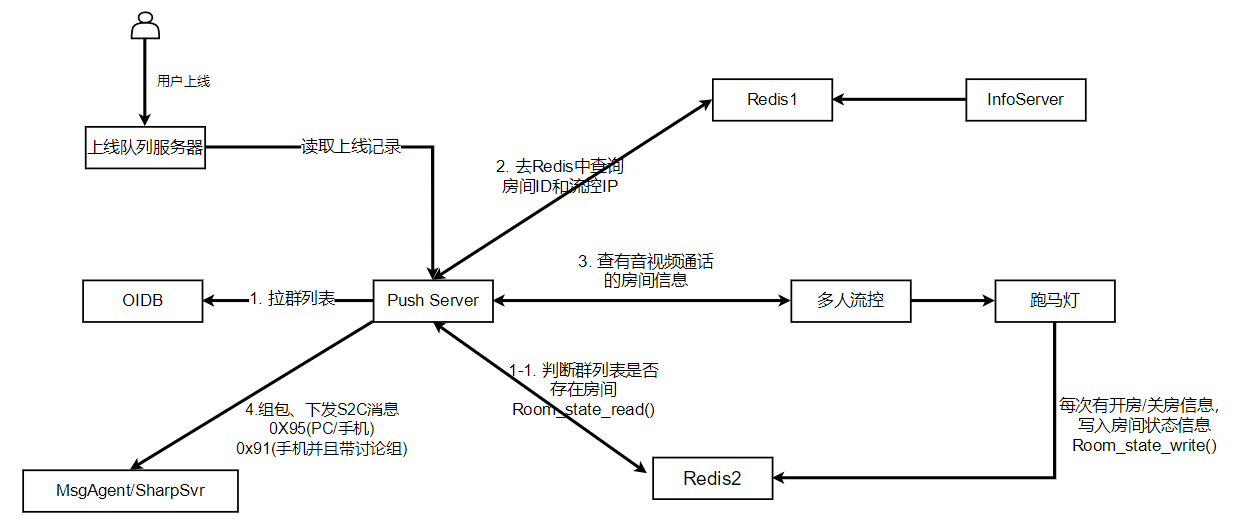 用户上线
上线队列服务器
读取上线记录
Redis1
InfoServer
2. 去Redis中查询
房间ID和流控IP
3. 查有音视频通话
的房间信息
OIDB
1. 拉群列表
Push Server
多人流控
跑马灯
1-1. 判断群列表是否
存在房间
Room_state_read()
4.组包、下发S2C消息
0X95(PC/手机)
0x91(手机并且带讨论组)
每次有开房/关房信息,
写入房间状态信息
Room_state_write()
MsgAgent/SharpSvr
Redis2